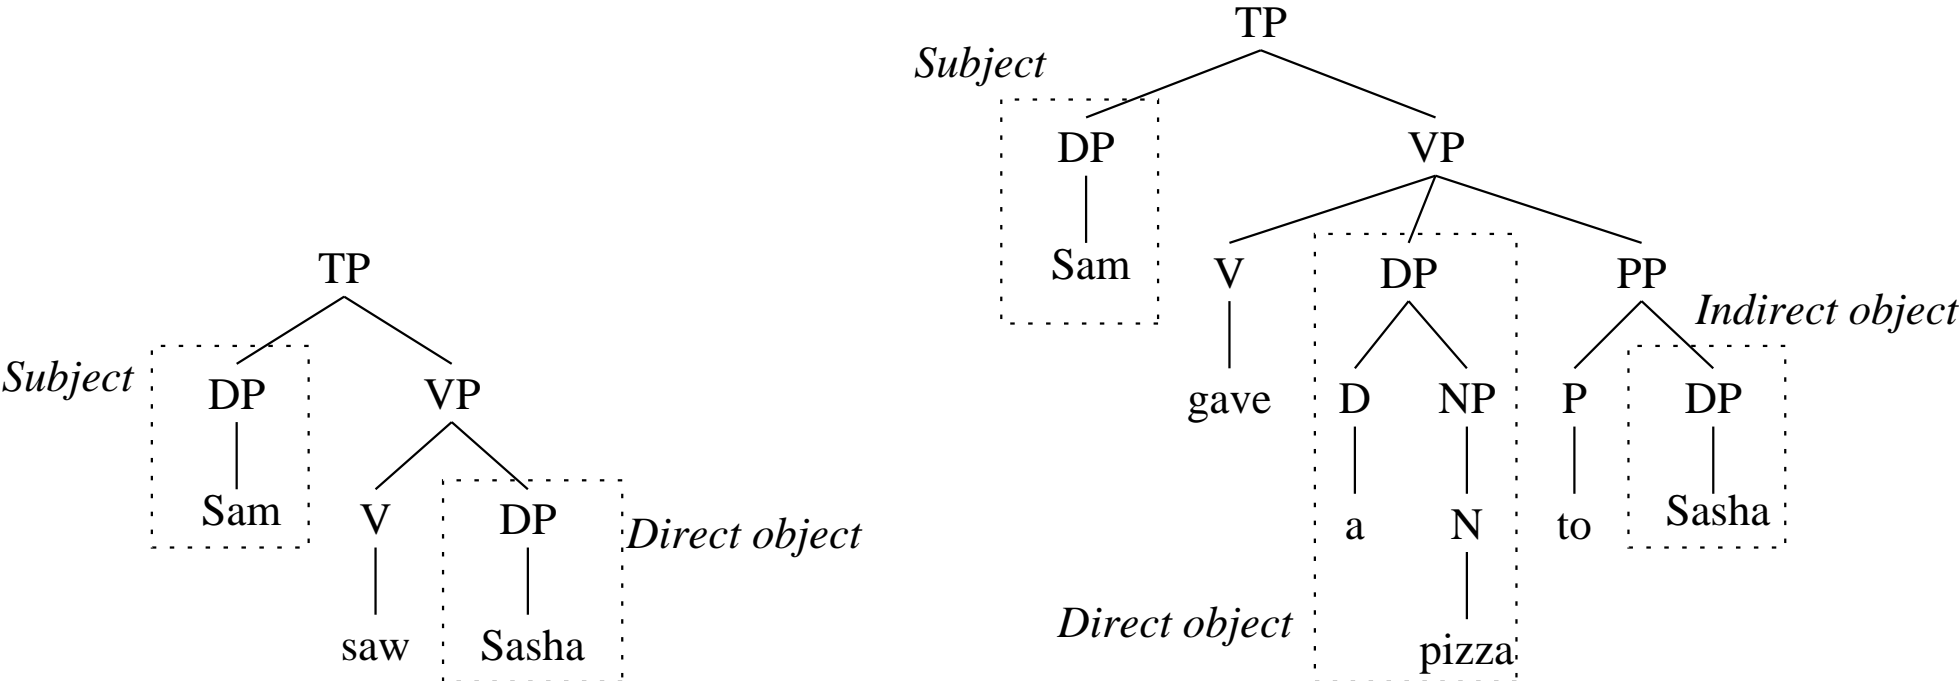 TP
Subject
DP VP
Sam V DP PP
Indirect object
gave D NP P DP
a N to Sasha
Direct object
pizza
TP
Subject
DP VP
Sam V DP
Direct object
saw Sasha